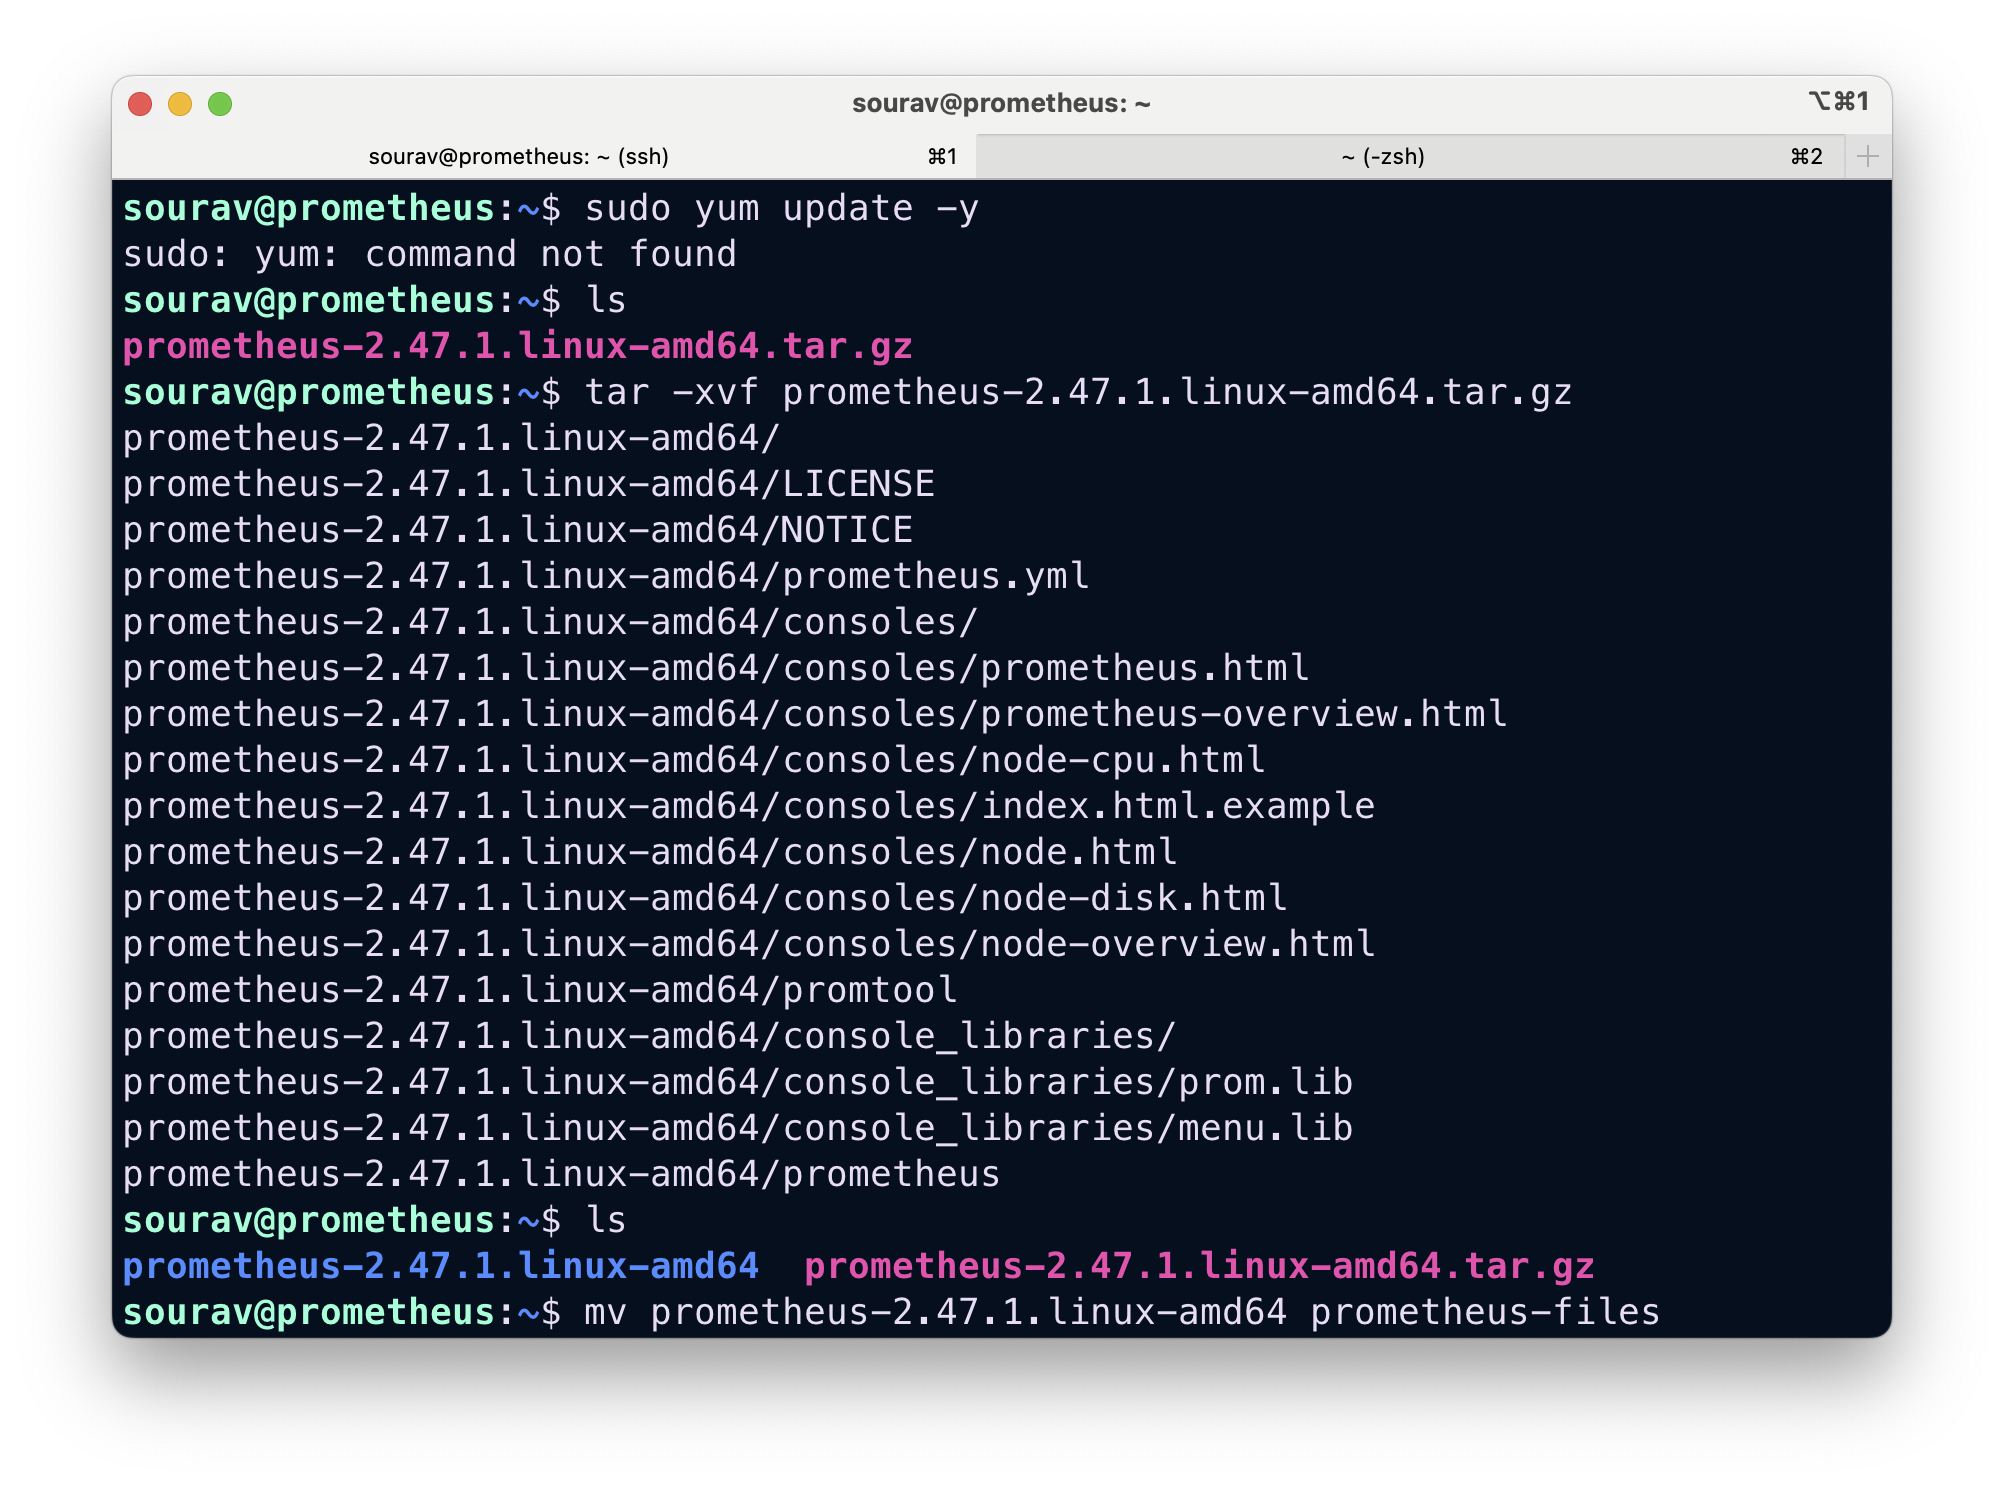 sourav@prometheus: ~
⌥⌘1
sourav@prometheus: ~ (ssh) ⌘1
~ (-zsh) ⌘2
sourav@prometheus:~$ sudo yum update -y
sudo: yum: command not found
sourav@prometheus:~$ ls
prometheus-2.47.1.linux-amd64.tar.gz
sourav@prometheus:~$ tar -xvf prometheus-2.47.1.linux-amd64.tar.gz
prometheus-2.47.1.linux-amd64/
prometheus-2.47.1.linux-amd64/LICENSE
prometheus-2.47.1.linux-amd64/NOTICE
prometheus-2.47.1.linux-amd64/prometheus.yml
prometheus-2.47.1.linux-amd64/consoles/
prometheus-2.47.1.linux-amd64/consoles/prometheus.html
prometheus-2.47.1.linux-amd64/consoles/prometheus-overview.html
prometheus-2.47.1.linux-amd64/consoles/node-cpu.html
prometheus-2.47.1.linux-amd64/consoles/index.html.example
prometheus-2.47.1.linux-amd64/consoles/node.html
prometheus-2.47.1.linux-amd64/consoles/node-disk.html
prometheus-2.47.1.linux-amd64/consoles/node-overview.html
prometheus-2.47.1.linux-amd64/promtool
prometheus-2.47.1.linux-amd64/console_libraries/
prometheus-2.47.1.linux-amd64/console_libraries/prom.lib
prometheus-2.47.1.linux-amd64/console_libraries/menu.lib
prometheus-2.47.1.linux-amd64/prometheus
sourav@prometheus:~$ ls
prometheus-2.47.1.linux-amd64  prometheus-2.47.1.linux-amd64.tar.gz
sourav@prometheus:~$ mv prometheus-2.47.1.linux-amd64 prometheus-files